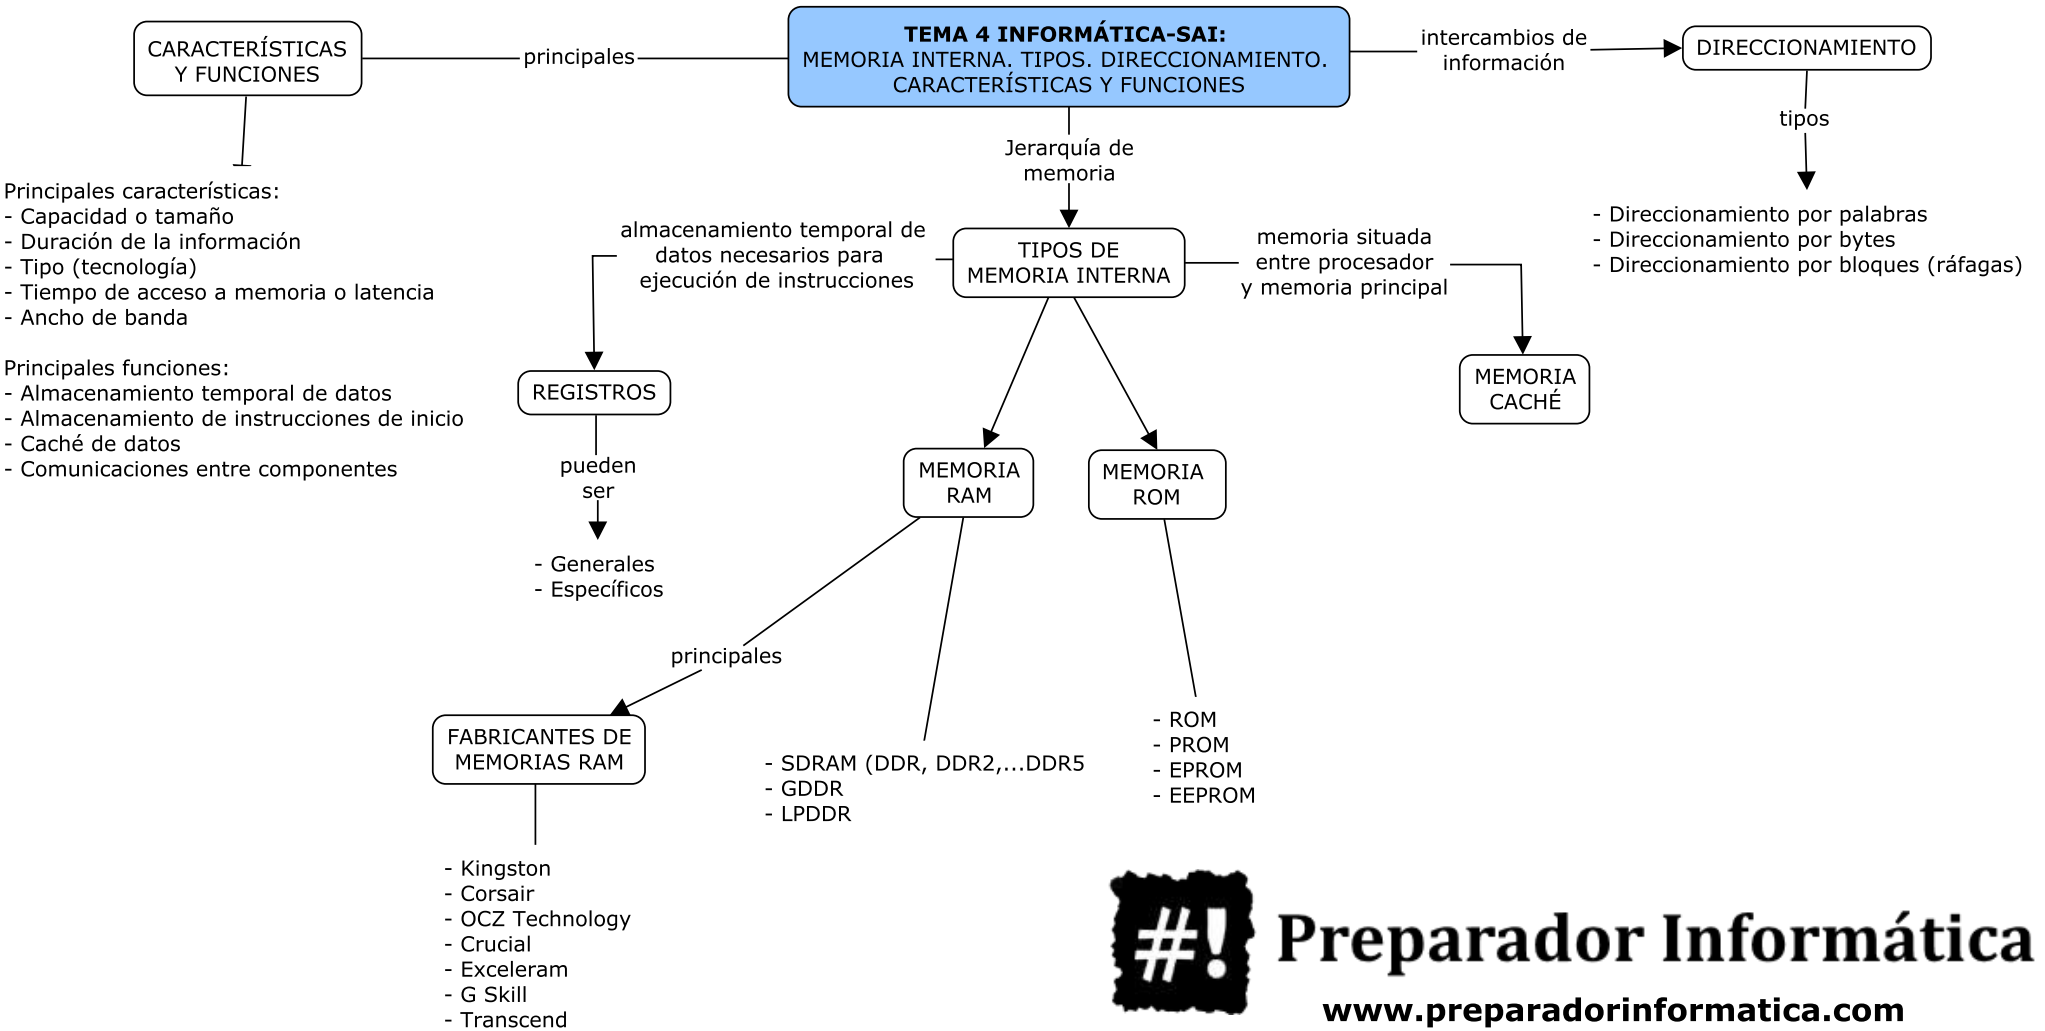 TEMA 4 INFORMÁTICA-SAI:
MEMORIA INTERNA. TIPOS. DIRECCIONAMIENTO.
CARACTERÍSTICAS Y FUNCIONES
principales
CARACTERÍSTICAS
Y FUNCIONES
Principales características:
- Capacidad o tamaño
- Duración de la información
- Tipo (tecnología)
- Tiempo de acceso a memoria o latencia
- Ancho de banda
Principales funciones:
- Almacenamiento temporal de datos
- Almacenamiento de instrucciones de inicio
- Caché de datos
- Comunicaciones entre componentes
intercambios de
información
DIRECCIONAMIENTO
tipos
- Direccionamiento por palabras
- Direccionamiento por bytes
- Direccionamiento por bloques (ráfagas)
Jerarquía de
memoria
TIPOS DE
MEMORIA INTERNA
almacenamiento temporal de
datos necesarios para
ejecución de instrucciones
REGISTROS
pueden
ser
- Generales
- Específicos
memoria situada
entre procesador
y memoria principal
MEMORIA
CACHÉ
MEMORIA
RAM
MEMORIA
ROM
principales
FABRICANTES DE
MEMORIAS RAM
- Kingston
- Corsair
- OCZ Technology
- Crucial
- Exceleram
- G Skill
- Transcend
- SDRAM (DDR, DDR2,...DDR5
- GDDR
- LPDDR
- ROM
- PROM
- EPROM
- EEPROM
#! Preparador Informática
www.preparadorinformatica.com